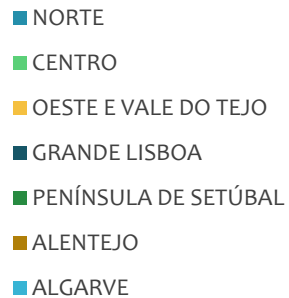 NORTE
CENTRO
OESTE E VALE DO TEJO
GRANDE LISBOA
PENÍNSULA DE SETÚBAL
ALENTEJO
ALGARVE